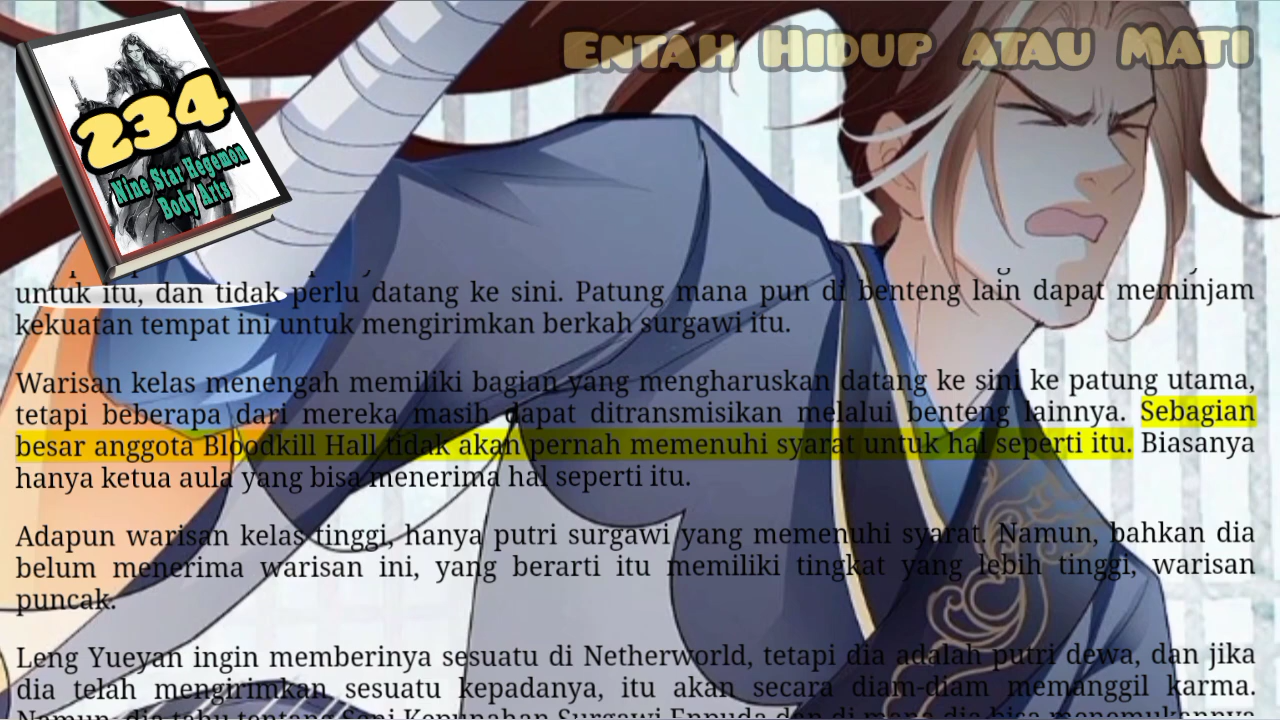 ENTAH HIDUP ATAU MATI
234
Nine Star Hegemon
Body Arts
untuk itu, dan tidak perlu datang ke sini. Patung mana pun di benteng lain dapat meminjam
kekuatan tempat ini untuk mengirimkan berkah surgawi itu.
Warisan kelas menengah memiliki bagian yang mengharuskan datang ke sini ke patung utama,
tetapi beberapa dari mereka masih dapat ditransmisikan melalui benteng lainnya. Sebagian
besar anggota Bloodkill Hall tidak akan pernah memenuhi syarat untuk hal seperti itu. Biasanya
hanya ketua aula yang bisa menerima hal seperti itu.
Adapun warisan kelas tinggi, hanya putri surgawi yang memenuhi syarat. Namun, bahkan dia
belum menerima warisan ini, yang berarti itu memiliki tingkat yang lebih tinggi, warisan
puncak.
Leng Yueyan ingin memberinya sesuatu di Netherworld, tetapi dia adalah putri dewa, dan jika
dia telah mengirimkan sesuatu kepadanya, itu akan secara diam-diam memanggil karma.